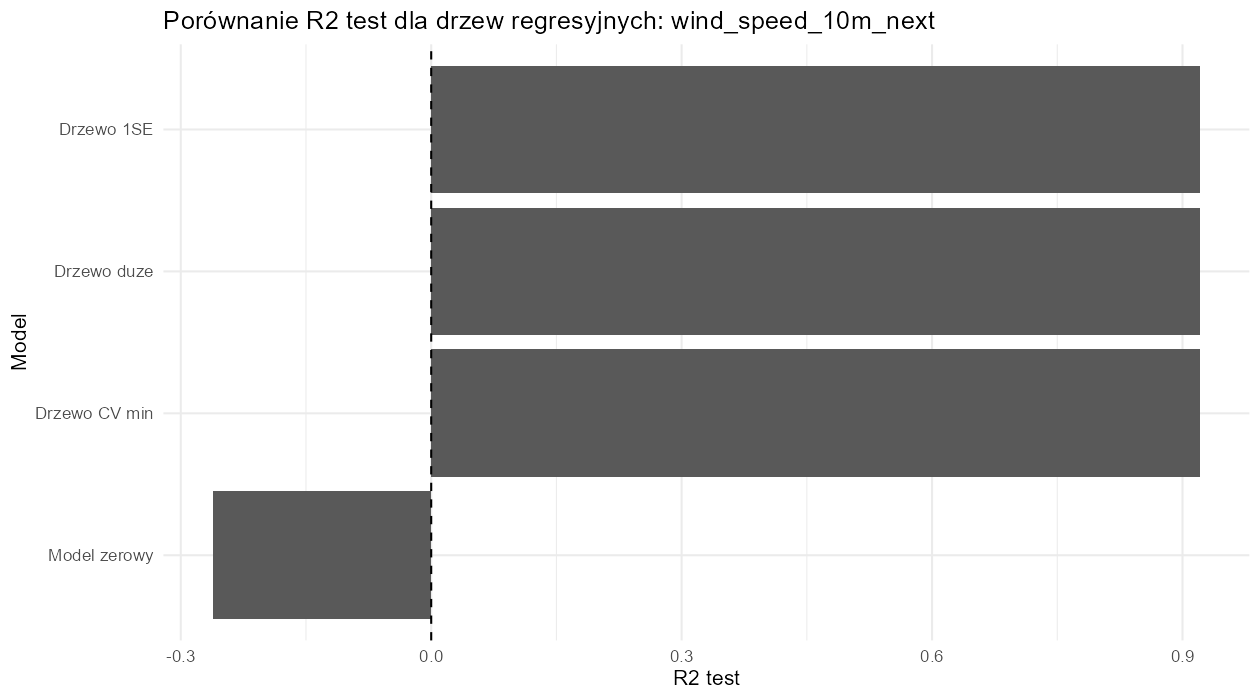 Porównanie R2 test dla drzew regresyjnych: wind_speed_10m_next
Model
Drzewo 1SE
Drzewo duze
Drzewo CV min
Model zerowy
-0.3 0.0 0.3 0.6 0.9
R2 test